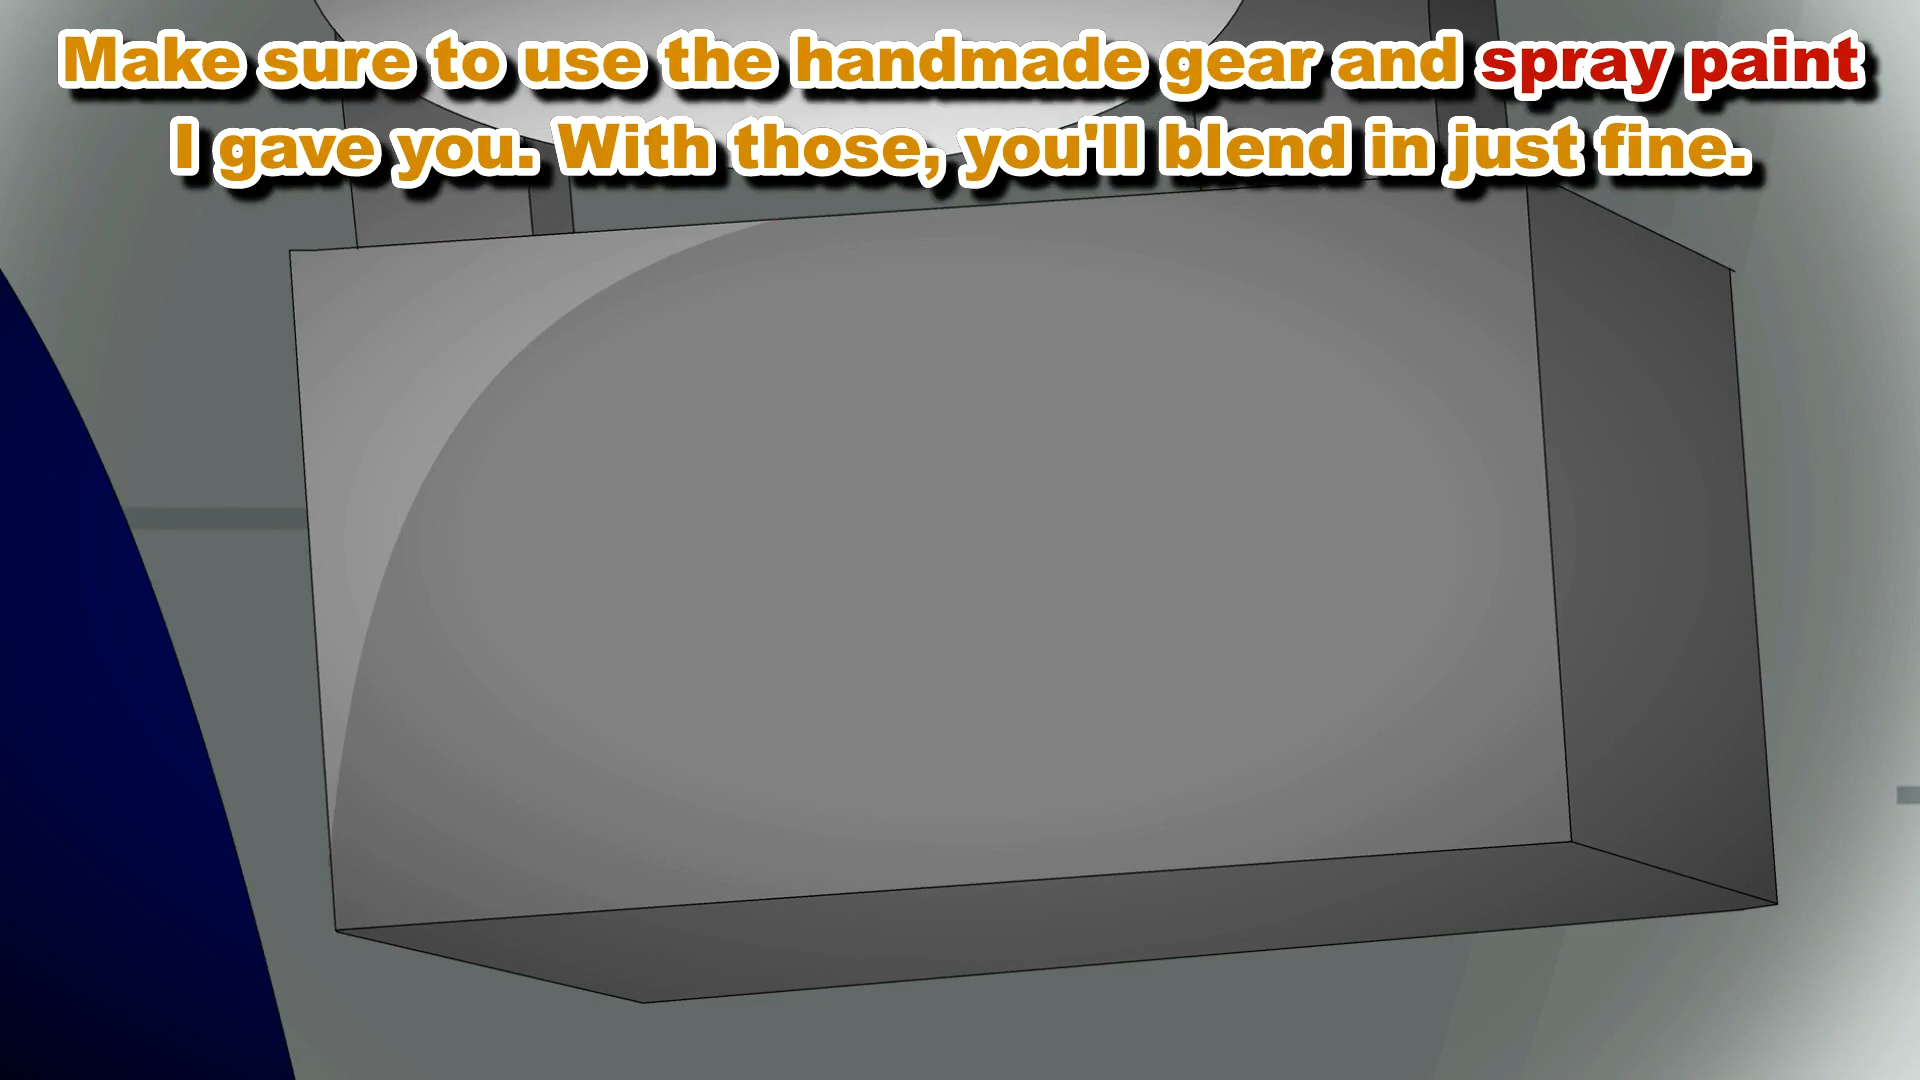 Make sure to use the handmade gear and spray paint
I gave you. With those, you'll blend in just fine.